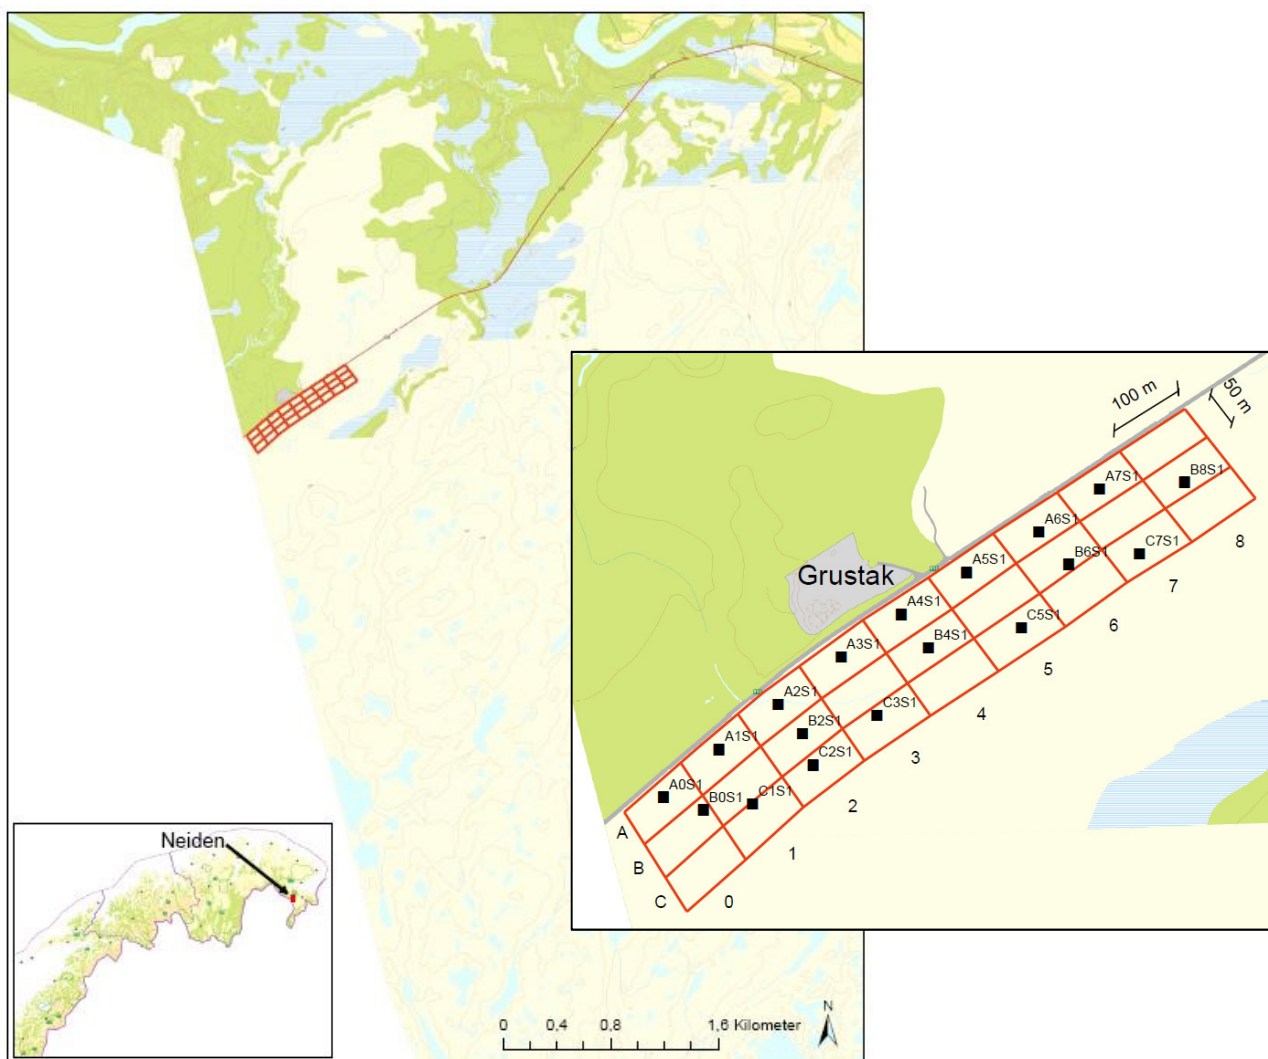 100 m
50 m
A7S1
B8S1
A6S1
B6S1
C7S1
8
A5S1
Grustak
7
A4S1
C5S1
6
B4S1
A3S1
5
A2S1
C3S1
4
B2S1
A1S1
C2S1
3
A0S1
B0S1
C1S1
2
A
1
B
C
0
Neiden
N
0 0,4 0,8 1,6 Kilometer